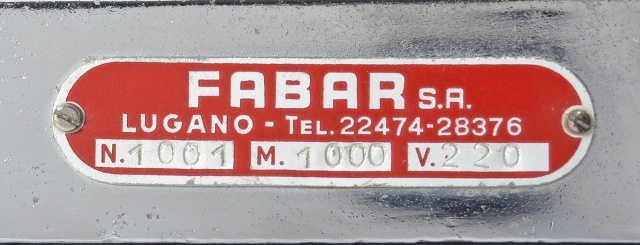 FABAR S.A.
LUGANO - TEL. 22474-28376
N. 1001 M. 1000 V. 220